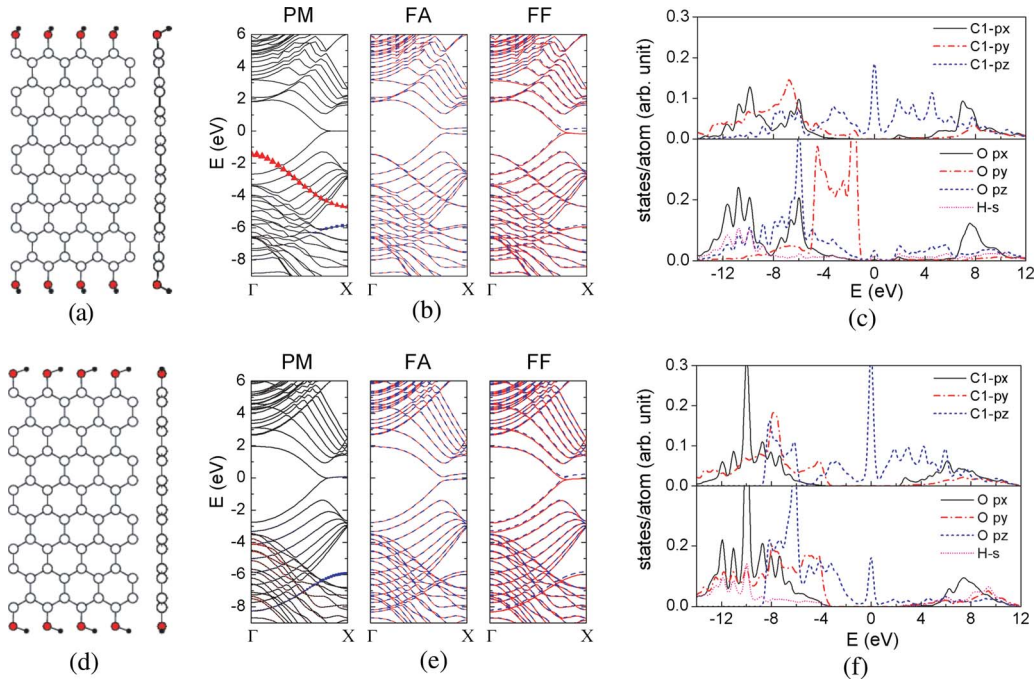 (a)
PM FA FF
6
4
2
0
-2
-4
-6
-8
E (eV)
Γ X Γ X Γ X
(b)
0.3
0.2
0.1
0.0
0.2
0.0
states/atom (arb. unit)
C1-px
C1-py
C1-pz
O px
O py
O pz
H-s
-12 -8 -4 0 4 8 12
E (eV)
(c)
(d)
PM FA FF
6
4
2
0
-2
-4
-6
-8
E (eV)
Γ X Γ X Γ X
(e)
0.3
0.2
0.1
0.0
0.2
0.0
states/atom (arb. unit)
C1-px
C1-py
C1-pz
O px
O py
O pz
H-s
-12 -8 -4 0 4 8 12
E (eV)
(f)